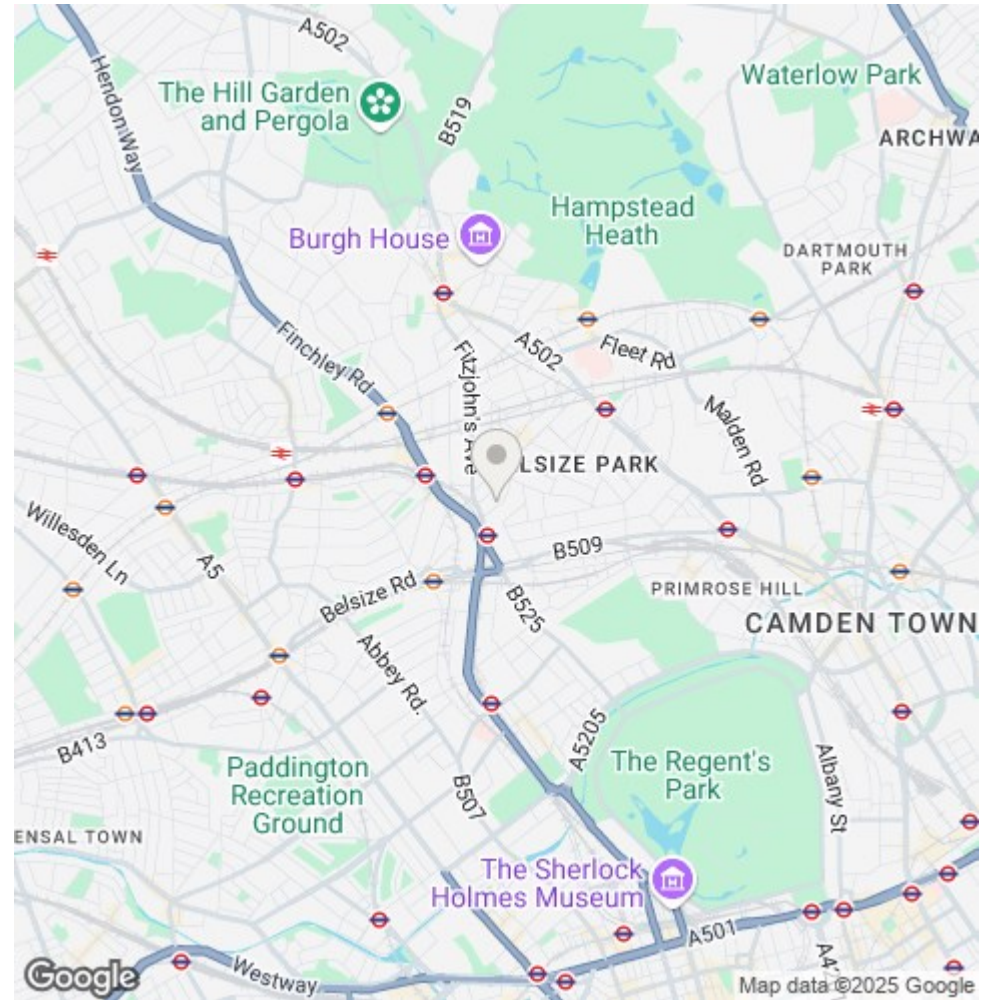 A502
Hendon Way
The Hill Garden
and Pergola
B519
Waterlow Park
ARCHWA
Hampstead
Heath
Burgh House
DARTMOUTH
PARK
Finchley Rd
Fitzjohn's Ave
A502
Fleet Rd
Malden Rd
LSIZE PARK
Willesden Ln
A5
B509
Belsize Rd
B525
PRIMROSE HILL
CAMDEN TOWN
Abbey Rd.
B413
A5205
Paddington
Recreation
Ground
B507
The Regent's
Park
Albany St
ENSAL TOWN
The Sherlock
Holmes Museum
A501
A4
Westway
Google
Map data ©2025 Google